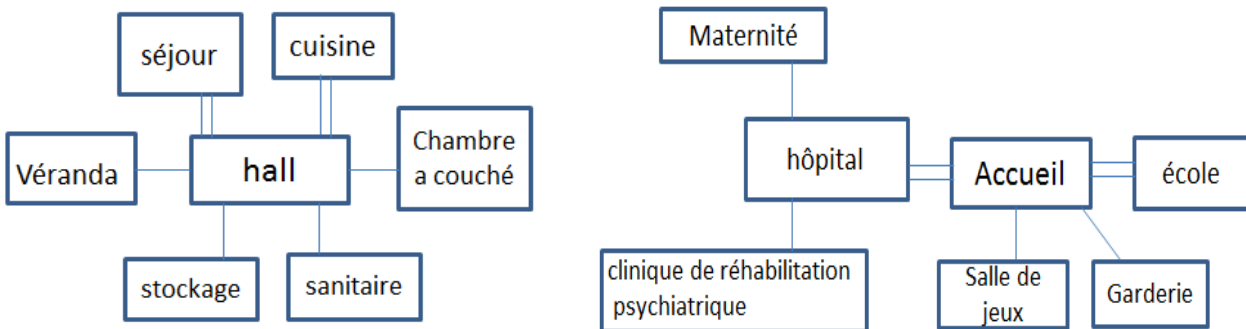 séjour
cuisine
Véranda
hall
Chambre
a couché
stockage
sanitaire
Maternité
hôpital
Accueil
école
clinique de réhabilitation
psychiatrique
Salle de
jeux
Garderie